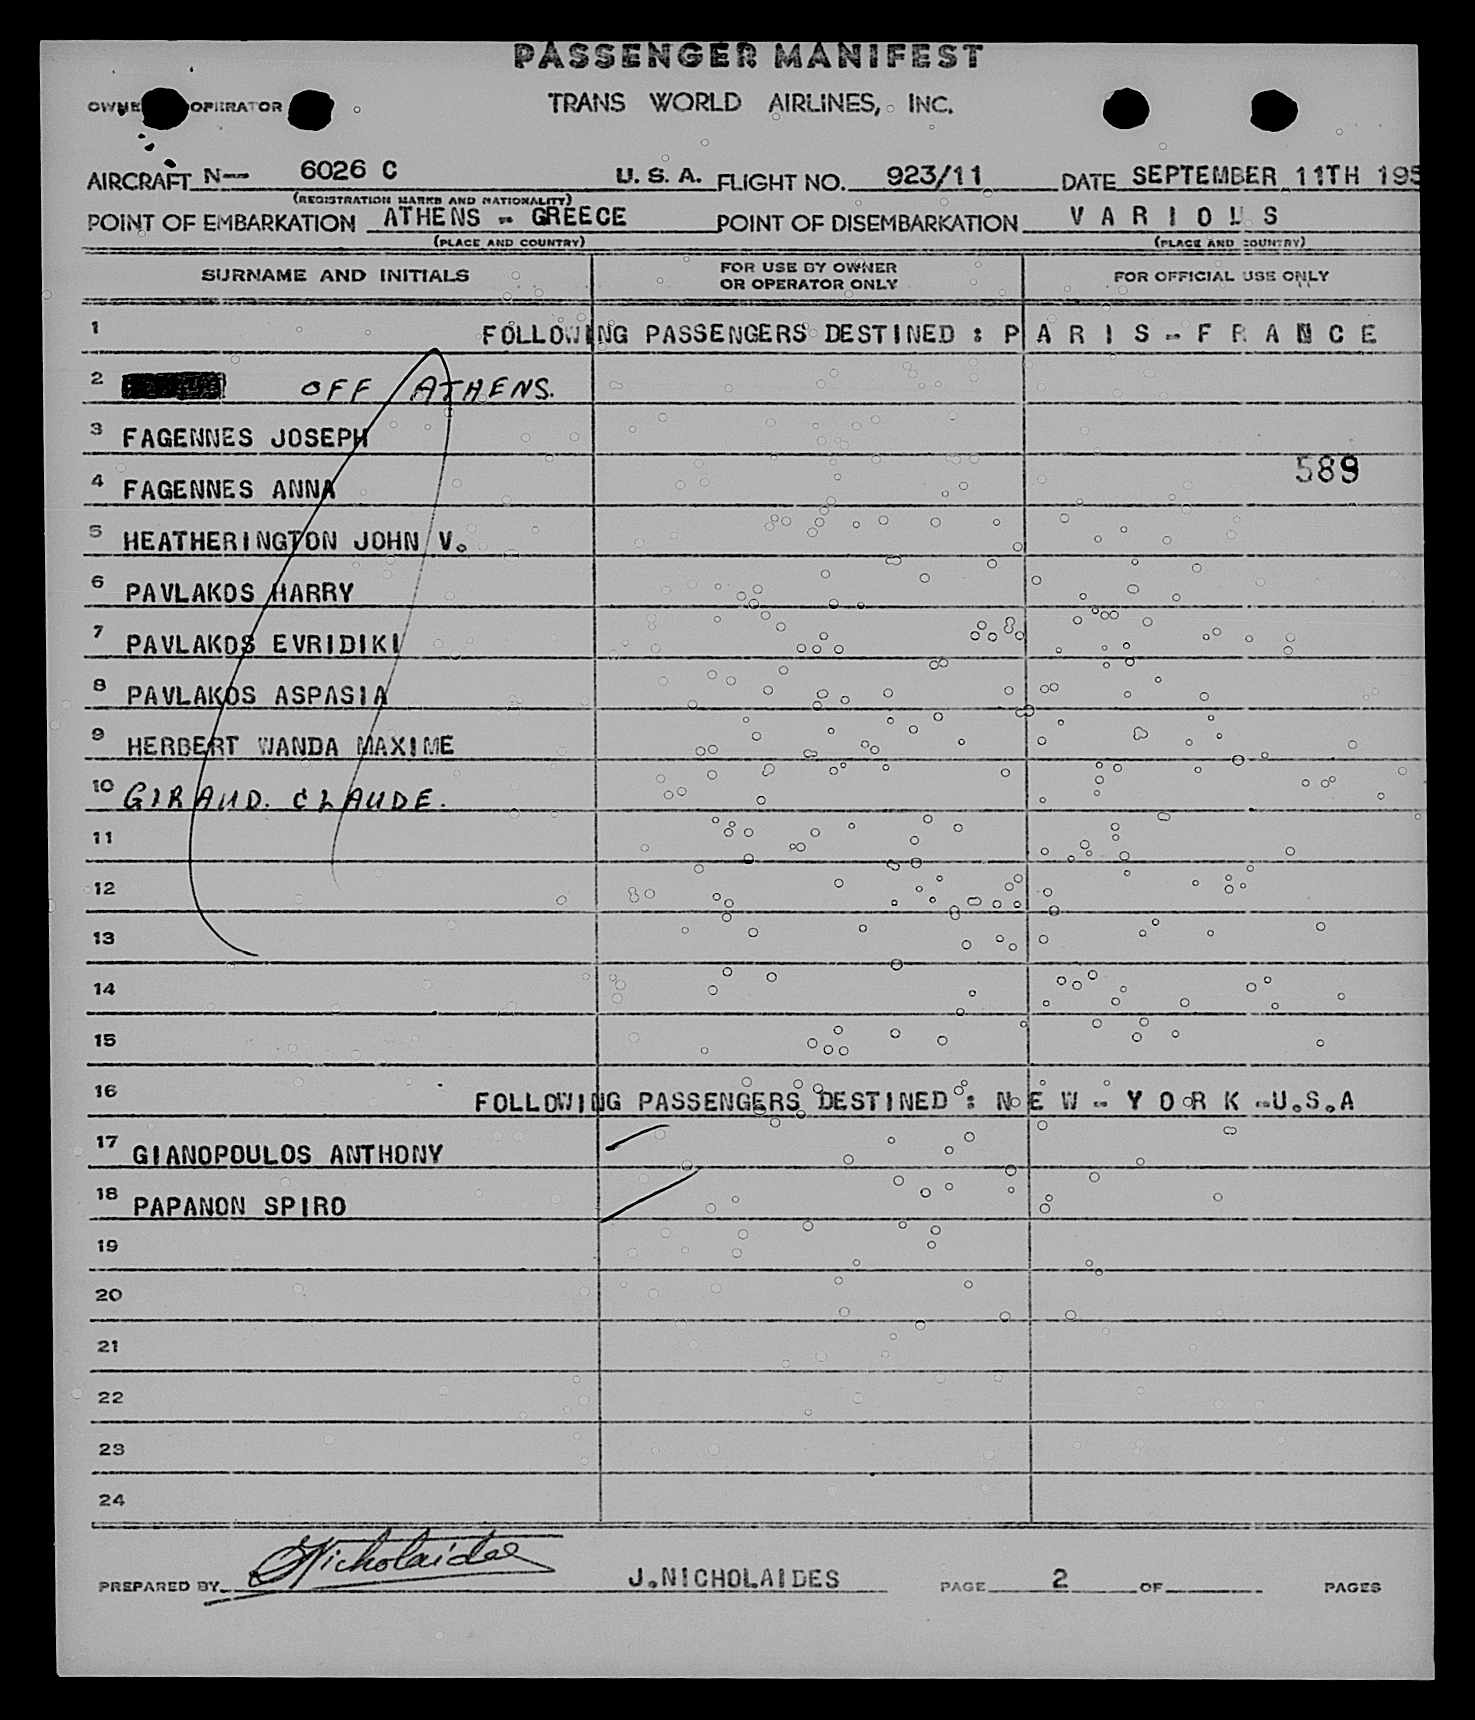 PASSENGER MANIFEST
OPERATOR TRANS WORLD AIRLINES, INC.
AIRCRAFT N-- 6026 C U. S. A. FLIGHT NO. 923/11 DATE SEPTEMBER 11TH 195
(REGISTRATION MARKS AND NATIONALITY)
POINT OF EMBARKATION ATHENS - GREECE POINT OF DISEMBARKATION V A R I O U S
(PLACE AND COUNTRY) (PLACE AND COUNTRY)
SURNAME AND INITIALS FOR USE BY OWNER OR OPERATOR ONLY FOR OFFICIAL USE ONLY
1 FOLLOWING PASSENGERS DESTINED : P A R I S - F R A N C E
2 OFF ATHENS.
3 FAGENNES JOSEPH
589
4 FAGENNES ANNA
5 HEATHERINGTON JOHN V.
6 PAVLAKOS HARRY
7 PAVLAKOS EVRIDIKI
8 PAVLAKOS ASPASIA
9 HERBERT WANDA MAXIME
10 GIRAUD. CLAUDE.
11
12
13
14
15
16 FOLLOWING PASSENGERS DESTINED : N E W - Y O R K -U.S.A
17 GIANOPOULOS ANTHONY
18 PAPANON SPIRO
19
20
21
22
23
24
PREPARED BY Nicholaides J.NICHOLAIDES PAGE 2 OF PAGES